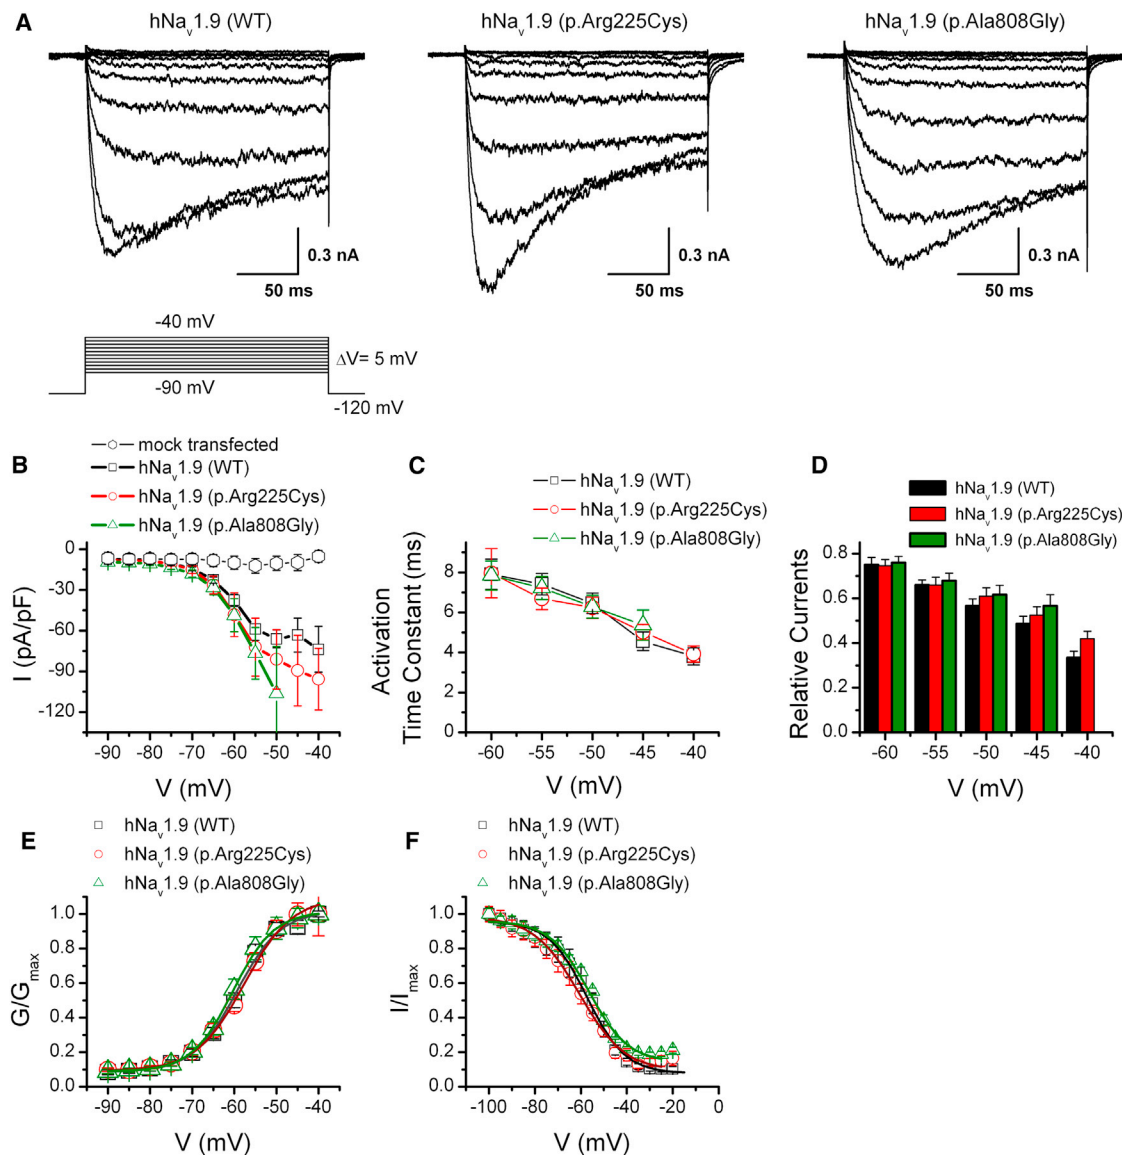 A
hNav1.9 (WT)
hNav1.9 (p.Arg225Cys)
hNav1.9 (p.Ala808Gly)
0.3 nA
50 ms
0.3 nA
50 ms
0.3 nA
50 ms
-40 mV
ΔV= 5 mV
-90 mV
-120 mV
B
mock transfected
hNav1.9 (WT)
hNav1.9 (p.Arg225Cys)
hNav1.9 (p.Ala808Gly)
I (pA/pF)
0
-30
-60
-90
-120
-90 -80 -70 -60 -50 -40
V (mV)
C
hNav1.9 (WT)
hNav1.9 (p.Arg225Cys)
hNav1.9 (p.Ala808Gly)
Activation
Time Constant (ms)
8
6
4
2
0
-60 -55 -50 -45 -40
V (mV)
D
hNav1.9 (WT)
hNav1.9 (p.Arg225Cys)
hNav1.9 (p.Ala808Gly)
Relative Currents
0.8
0.6
0.4
0.2
0.0
-60 -55 -50 -45 -40
V (mV)
E
hNav1.9 (WT)
hNav1.9 (p.Arg225Cys)
hNav1.9 (p.Ala808Gly)
G/Gmax
1.0
0.8
0.6
0.4
0.2
0.0
-90 -80 -70 -60 -50 -40
V (mV)
F
hNav1.9 (WT)
hNav1.9 (p.Arg225Cys)
hNav1.9 (p.Ala808Gly)
I/Imax
1.0
0.8
0.6
0.4
0.2
0.0
-100 -80 -60 -40 -20 0
V (mV)